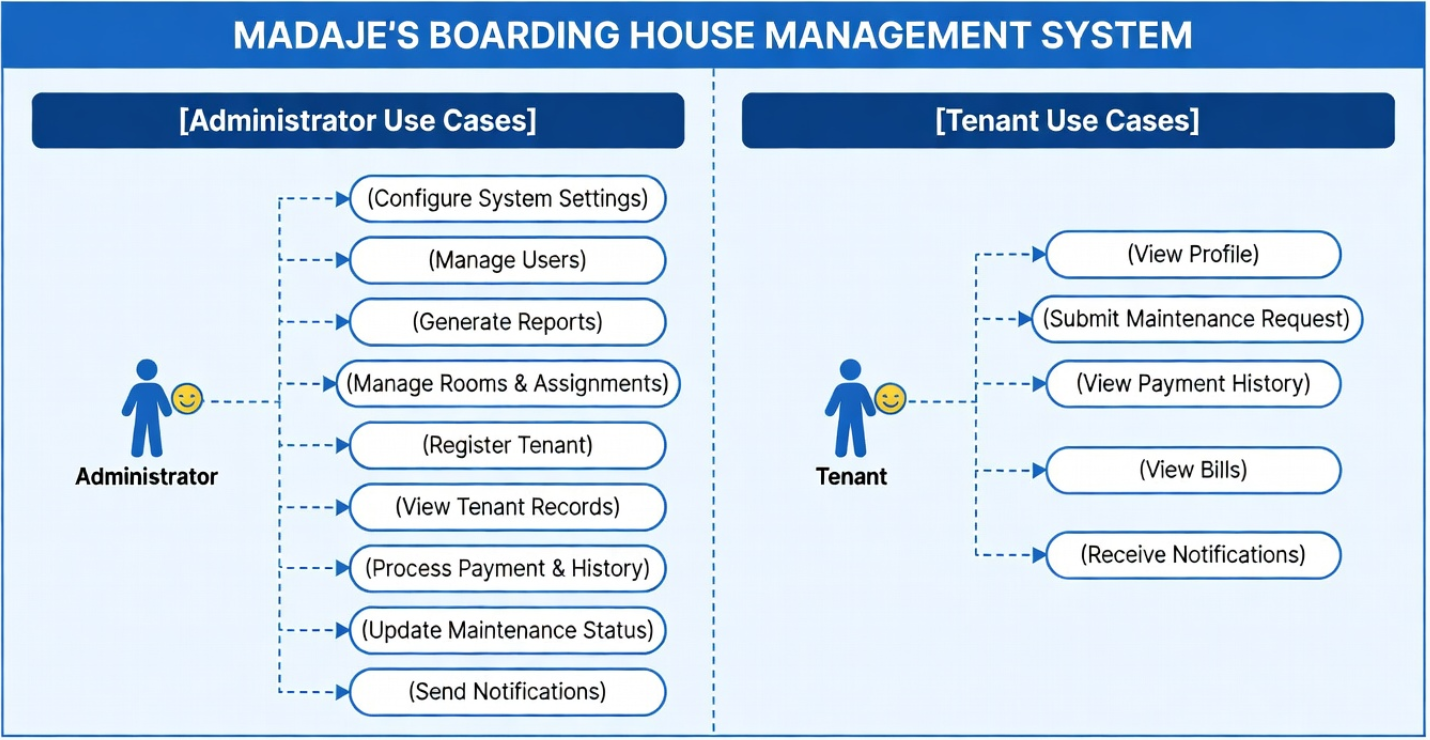 MADAJE'S BOARDING HOUSE MANAGEMENT SYSTEM
[Administrator Use Cases]
(Configure System Settings)
(Manage Users)
(Generate Reports)
(Manage Rooms & Assignments)
(Register Tenant)
(View Tenant Records)
(Process Payment & History)
(Update Maintenance Status)
(Send Notifications)
Administrator
[Tenant Use Cases]
(View Profile)
(Submit Maintenance Request)
(View Payment History)
(View Bills)
(Receive Notifications)
Tenant